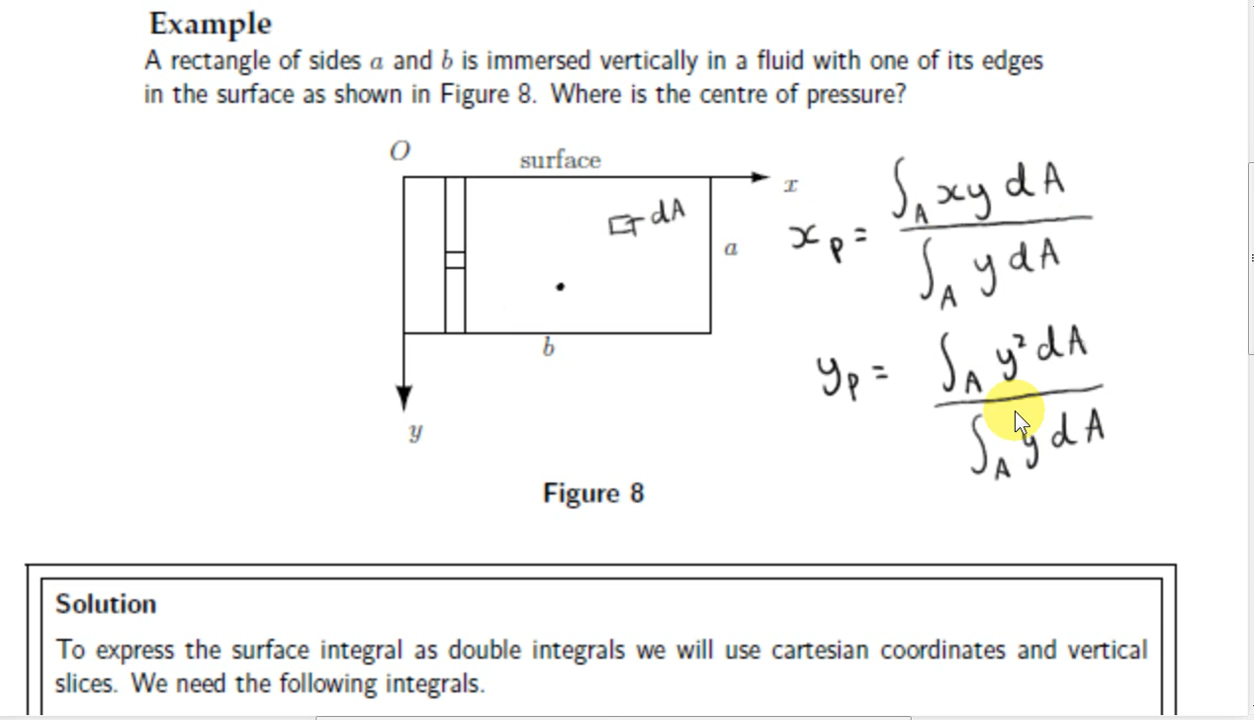 Example
A rectangle of sides a and b is immersed vertically in a fluid with one of its edges
in the surface as shown in Figure 8. Where is the centre of pressure?
O
surface
x
dA
a
b
y
x_p = ∫_A xy dA / ∫_A y dA
y_p = ∫_A y² dA / ∫_A y dA
Figure 8
Solution
To express the surface integral as double integrals we will use cartesian coordinates and vertical
slices. We need the following integrals.